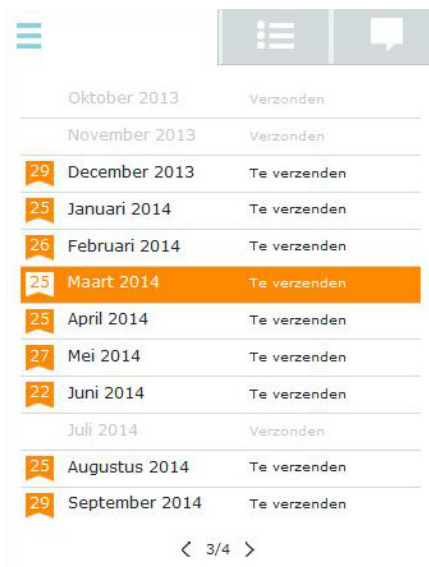 Oktober 2013 Verzonden
November 2013 Verzonden
29 December 2013 Te verzenden
25 Januari 2014 Te verzenden
26 Februari 2014 Te verzenden
25 Maart 2014 Te verzenden
25 April 2014 Te verzenden
27 Mei 2014 Te verzenden
22 Juni 2014 Te verzenden
Juli 2014 Verzonden
25 Augustus 2014 Te verzenden
29 September 2014 Te verzenden
3/4